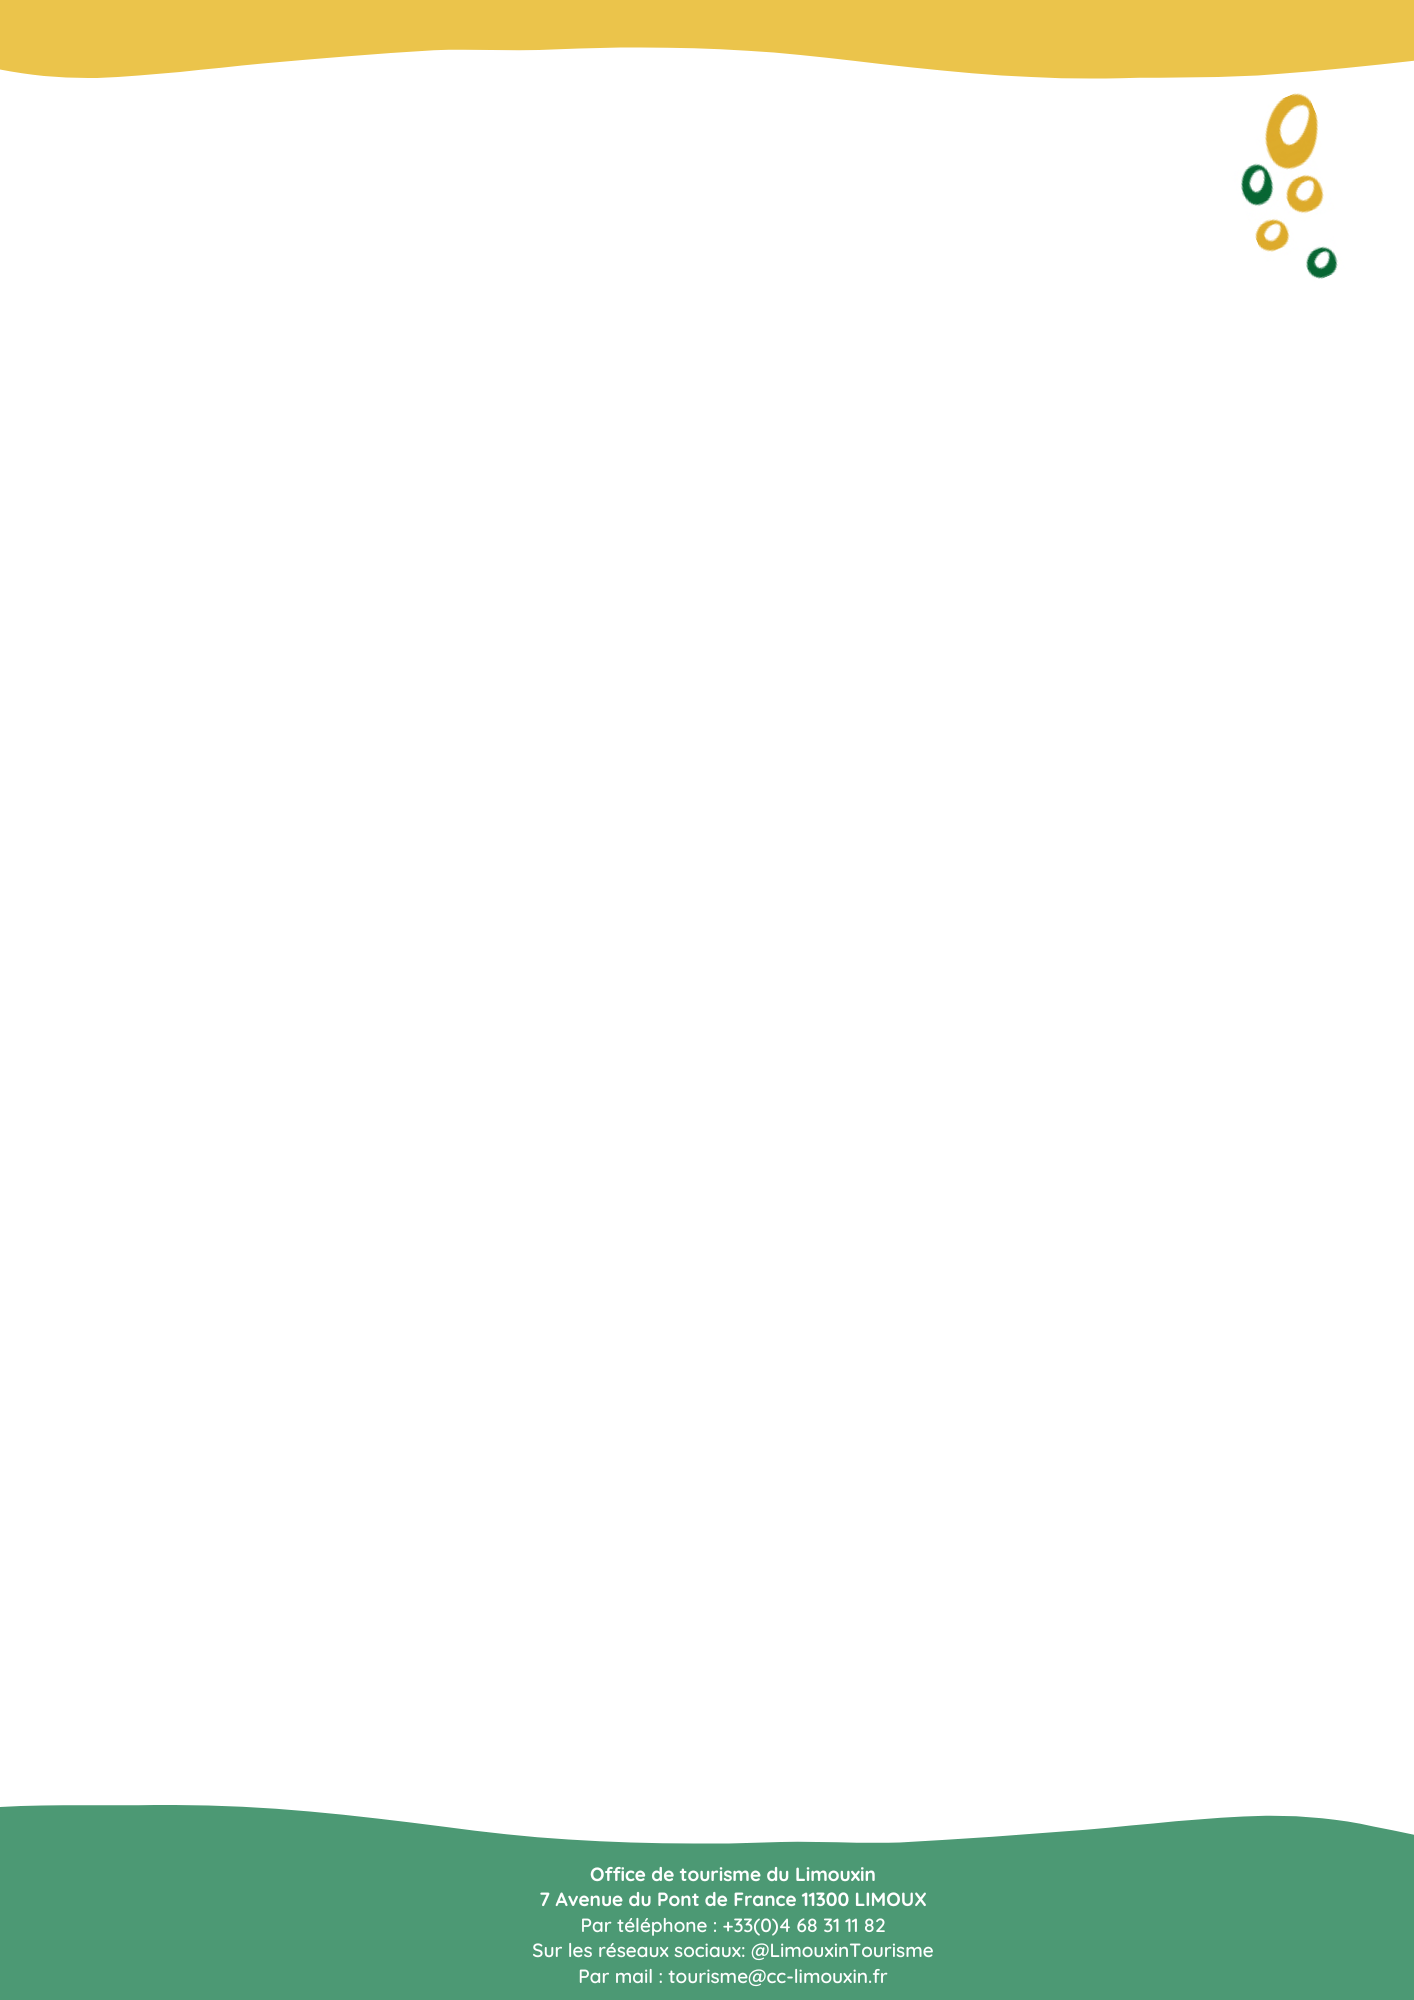 Office de tourisme du Limouxin
7 Avenue du Pont de France 11300 LIMOUX
Par téléphone : +33(0)4 68 31 11 82
Sur les réseaux sociaux: @LimouxinTourisme
Par mail : tourisme@cc-limouxin.fr